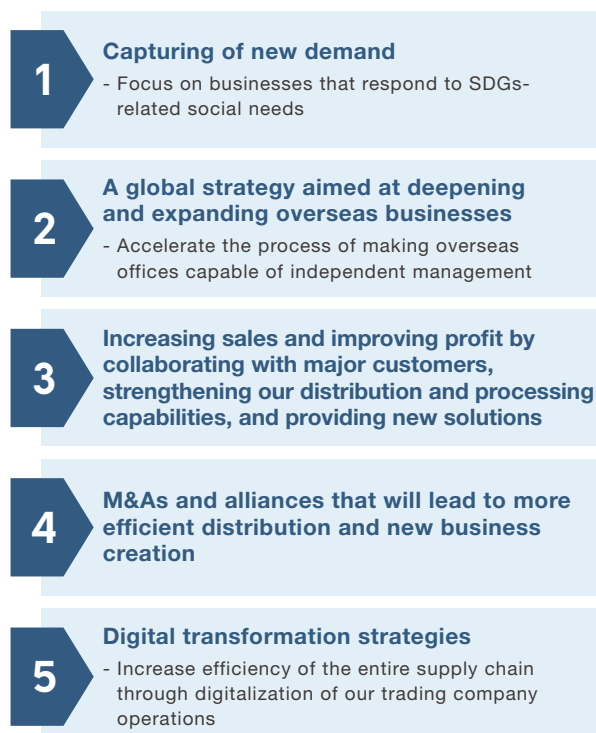 1
Capturing of new demand
- Focus on businesses that respond to SDGs-
related social needs
2
A global strategy aimed at deepening
and expanding overseas businesses
- Accelerate the process of making overseas
offices capable of independent management
3
Increasing sales and improving profit by
collaborating with major customers,
strengthening our distribution and processing
capabilities, and providing new solutions
4
M&As and alliances that will lead to more
efficient distribution and new business
creation
5
Digital transformation strategies
- Increase efficiency of the entire supply chain
through digitalization of our trading company
operations